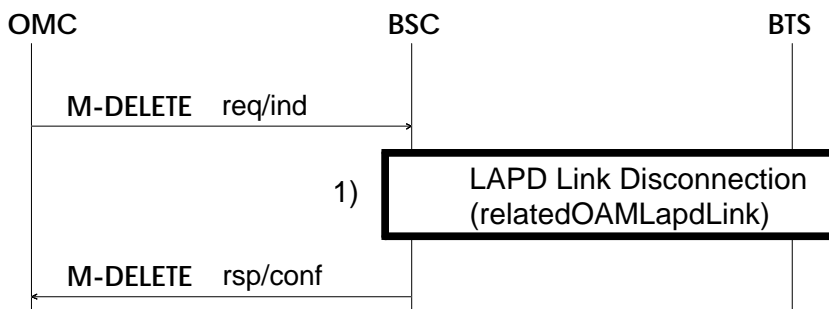 OMC BSC BTS
M-DELETE req/ind
1) LAPD Link Disconnection
(relatedOAMLapdLink)
M-DELETE rsp/conf